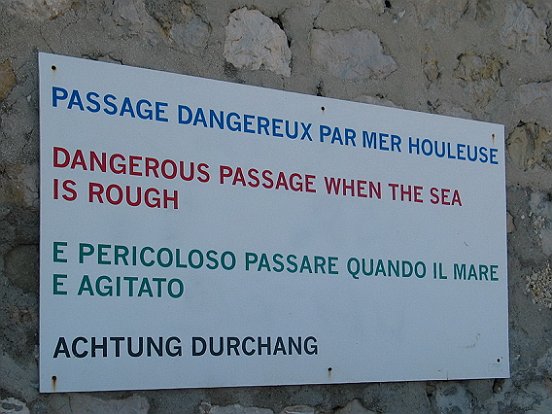 PASSAGE DANGEREUX PAR MER HOULEUSE
DANGEROUS PASSAGE WHEN THE SEA
IS ROUGH
E PERICOLOSO PASSARE QUANDO IL MARE
E AGITATO
ACHTUNG DURCHANG